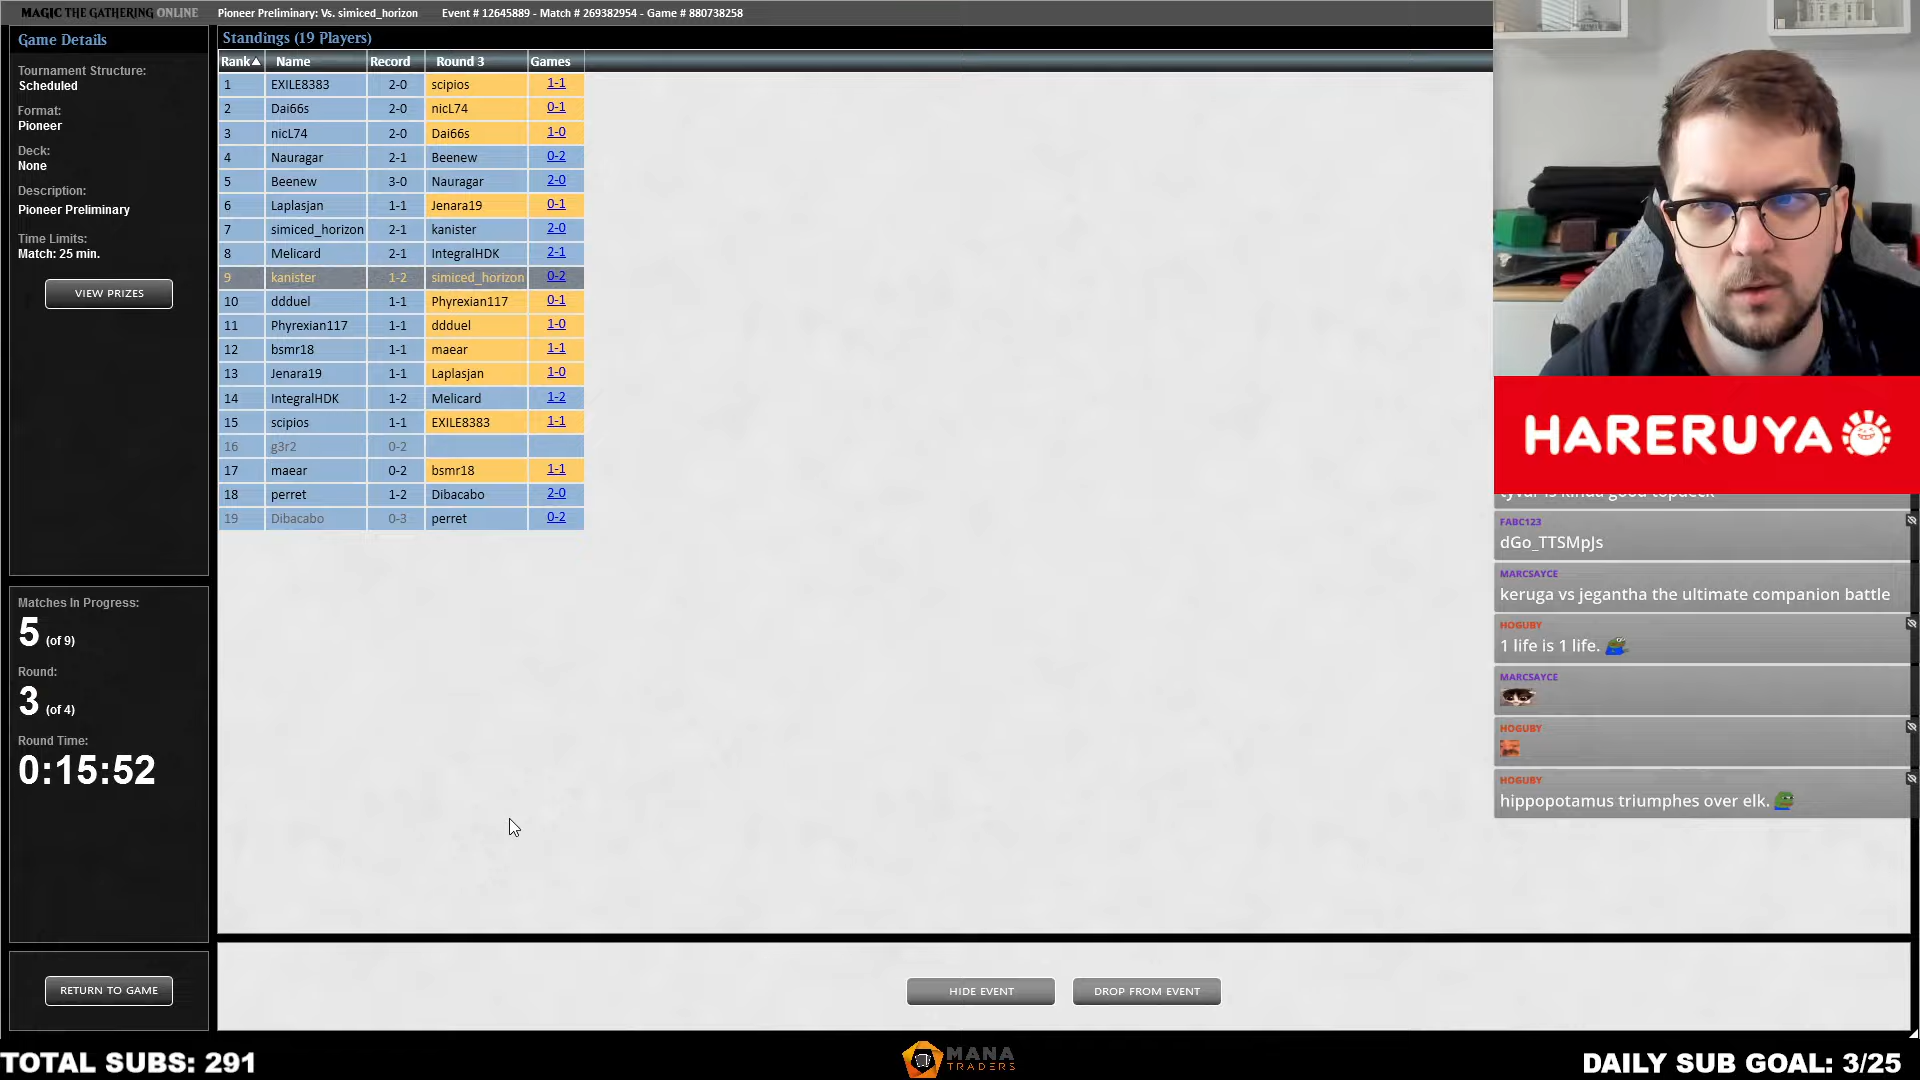 MAGIC THE GATHERING ONLINE
Pioneer Preliminary: Vs. simiced_horizon
Event # 12645889 - Match # 269382954 - Game # 880738258
Game Details
Tournament Structure:
Scheduled
Format:
Pioneer
Deck:
None
Description:
Pioneer Preliminary
Time Limits:
Match: 25 min.
VIEW PRIZES
Matches In Progress:
5 (of 9)
Round:
3 (of 4)
Round Time:
0:15:52
RETURN TO GAME
Standings (19 Players)
Rank Name Record Round 3 Games
1 EXILE8383 2-0 scipios 1-1
2 Dai66s 2-0 nicL74 0-1
3 nicL74 2-0 Dai66s 1-0
4 Nauragar 2-1 Beenew 0-2
5 Beenew 3-0 Nauragar 2-0
6 Laplasjan 1-1 Jenara19 0-1
7 simiced_horizon 2-1 kanister 2-0
8 Melicard 2-1 IntegralHDK 2-1
9 kanister 1-2 simiced_horizon 0-2
10 ddduel 1-1 Phyrexian117 0-1
11 Phyrexian117 1-1 ddduel 1-0
12 bsmr18 1-1 maear 1-1
13 Jenara19 1-1 Laplasjan 1-0
14 IntegralHDK 1-2 Melicard 1-2
15 scipios 1-1 EXILE8383 1-1
16 g3r2 0-2
17 maear 0-2 bsmr18 1-1
18 perret 1-2 Dibacabo 2-0
19 Dibacabo 0-3 perret 0-2
HIDE EVENT
DROP FROM EVENT
HARERUYA
tyvar is kinda good topdeck
FABC123
dGo_TTSMpJs
MARCSAYCE
keruga vs jegantha the ultimate companion battle
HOGUBY
1 life is 1 life.
MARCSAYCE
HOGUBY
HOGUBY
hippopotamus triumphes over elk.
TOTAL SUBS: 291
MANA
TRADERS
DAILY SUB GOAL: 3/25